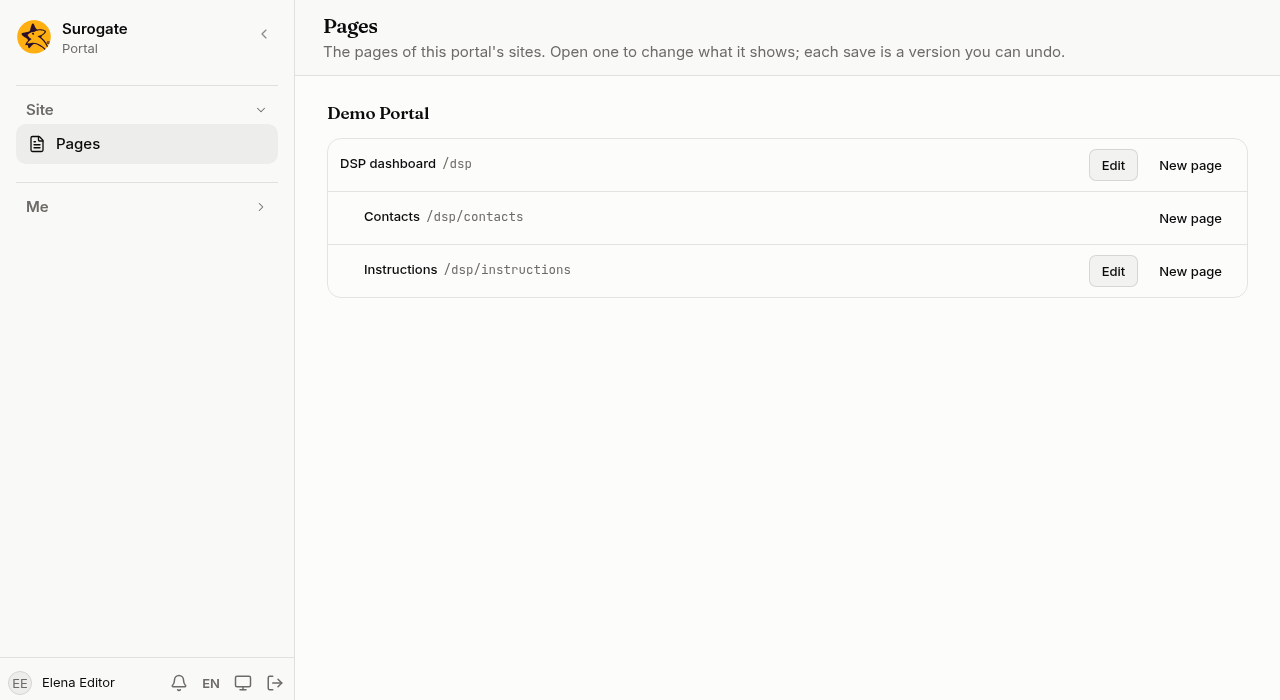 Surogate
Portal
Site
Pages
Me
EE
Elena Editor
EN
Pages
The pages of this portal's sites. Open one to change what it shows; each save is a version you can undo.
Demo Portal
DSP dashboard /dsp
Edit
New page
Contacts /dsp/contacts
New page
Instructions /dsp/instructions
Edit
New page